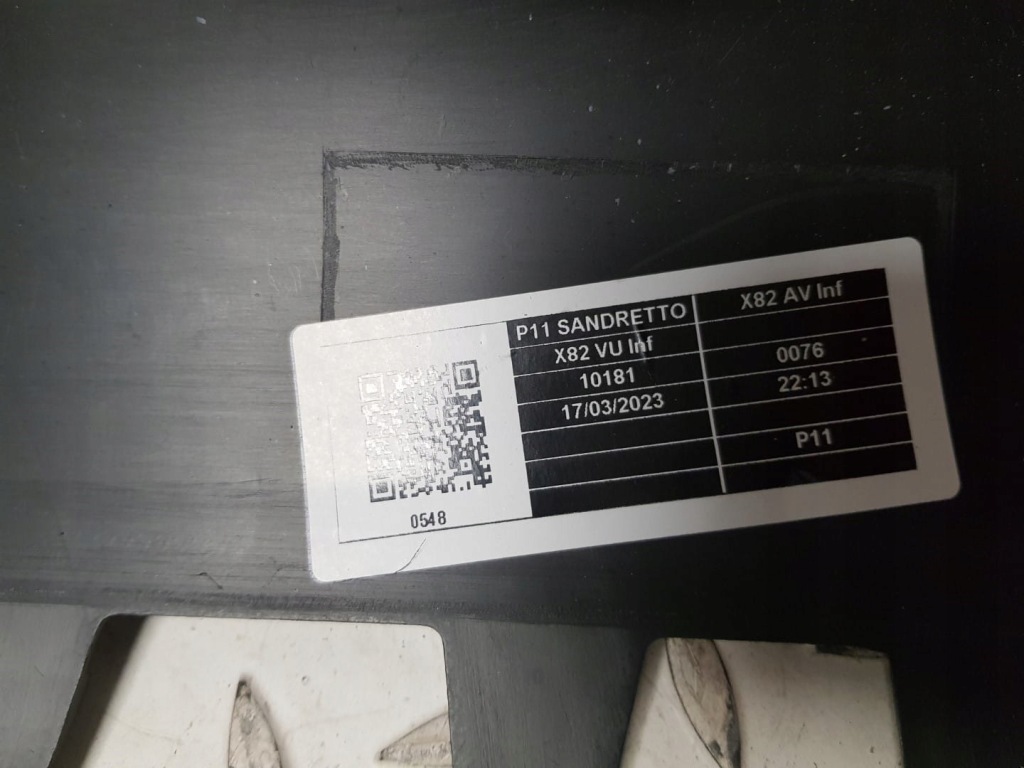 P11 SANDRETTO X82 AV Inf
X82 VU Inf
10181 0076
17/03/2023 22:13
P11
0548